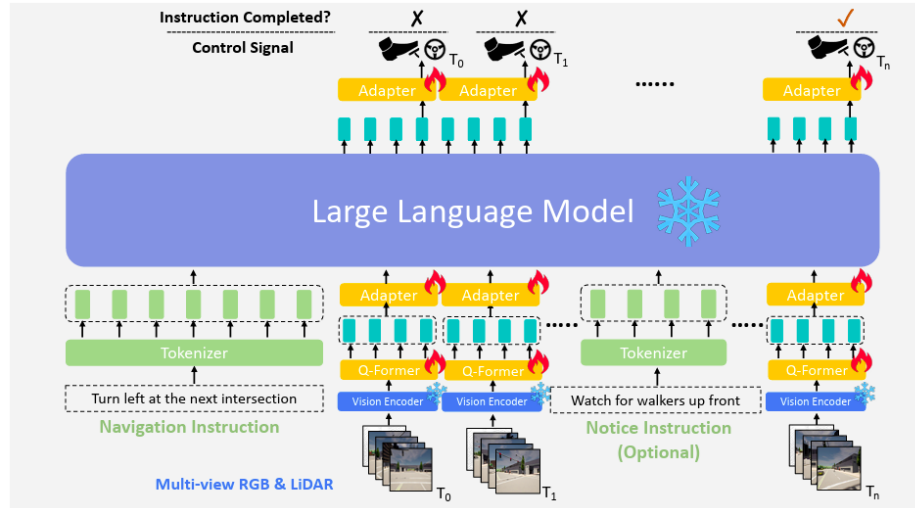 Instruction Completed? ✗ ✗ ✓
Control Signal T0 T1 Tn
Adapter Adapter ...... Adapter
Large Language Model
Adapter Adapter Adapter
Tokenizer ...... Tokenizer ......
Q-Former Q-Former Q-Former
Turn left at the next intersection Vision Encoder Vision Encoder Watch for walkers up front Vision Encoder
Navigation Instruction Notice Instruction
(Optional)
Multi-view RGB & LiDAR T0 T1 Tn